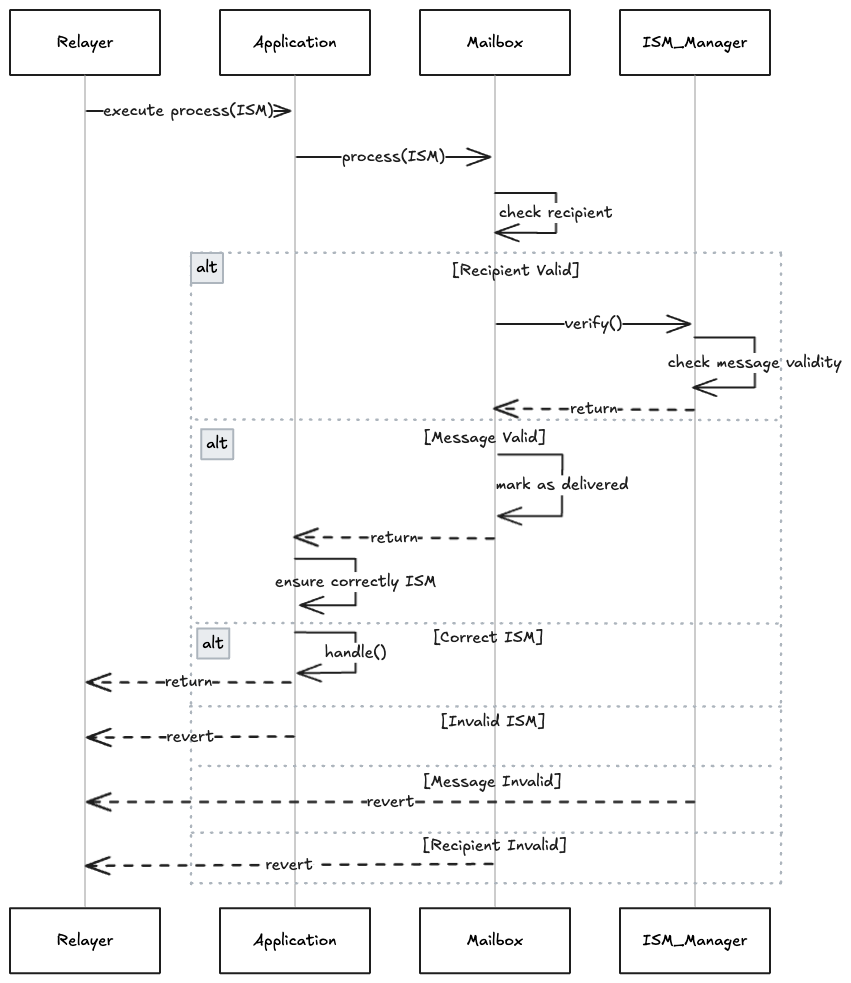 Relayer
Application
Mailbox
ISM_Manager
execute process(ISM)
process(ISM)
check recipient
alt
[Recipient Valid]
verify()
check message validity
return
alt
[Message Valid]
mark as delivered
return
ensure correctly ISM
alt
[Correct ISM]
handle()
return
[Invalid ISM]
revert
[Message Invalid]
revert
[Recipient Invalid]
revert
Relayer
Application
Mailbox
ISM_Manager